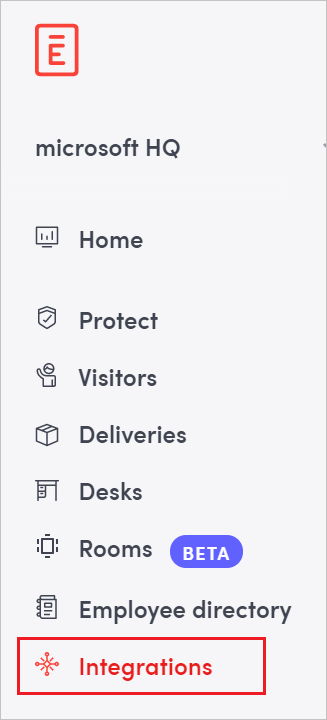 E
microsoft HQ
Home
Protect
Visitors
Deliveries
Desks
Rooms BETA
Employee directory
Integrations